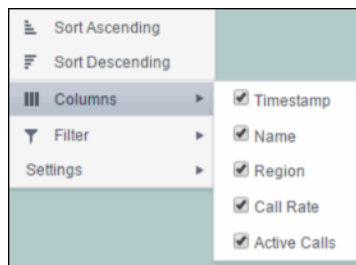 Sort Ascending
Sort Descending
Columns
Filter
Settings
Timestamp
Name
Region
Call Rate
Active Calls